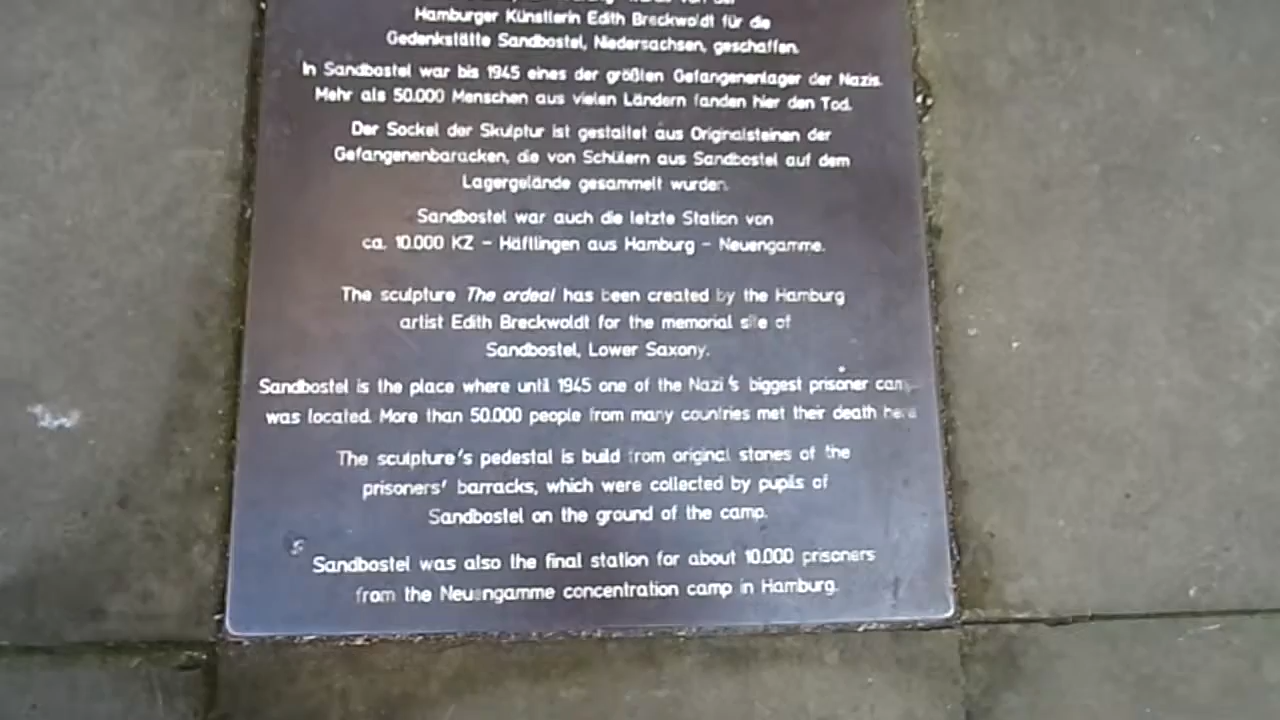 Hamburger Künstlerin Edith Breckwoldt für die
Gedenkstätte Sandbostel, Niedersachsen, geschaffen.
In Sandbostel war bis 1945 eines der größten Gefangenenlager der Nazis.
Mehr als 50.000 Menschen aus vielen Ländern fanden hier den Tod.
Der Sockel der Skulptur ist gestaltet aus Originalsteinen der
Gefangenenbaracken, die von Schülern aus Sandbostel auf dem
Lagergelände gesammelt wurden.
Sandbostel war auch die letzte Station von
ca. 10.000 KZ - Häftlingen aus Hamburg - Neuengamme.
The sculpture The ordeal has been created by the Hamburg
artist Edith Breckwoldt for the memorial site of
Sandbostel, Lower Saxony.
Sandbostel is the place where until 1945 one of the Nazi's biggest prisoner camp
was located. More than 50.000 people from many countries met their death here
The sculpture's pedestal is build from original stones of the
prisoners' barracks, which were collected by pupils of
Sandbostel on the ground of the camp.
Sandbostel was also the final station for about 10.000 prisoners
from the Neuengamme concentration camp in Hamburg.